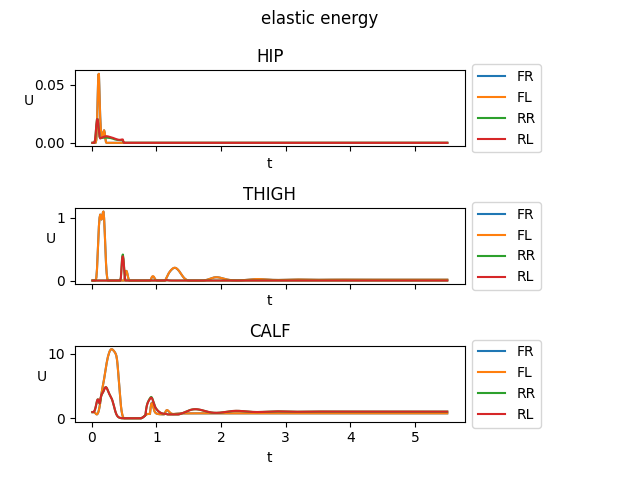 elastic energy
HIP
0.05
0.00
U
t
FR
FL
RR
RL
THIGH
1
0
U
t
FR
FL
RR
RL
CALF
10
0
U
0 1 2 3 4 5
t
FR
FL
RR
RL